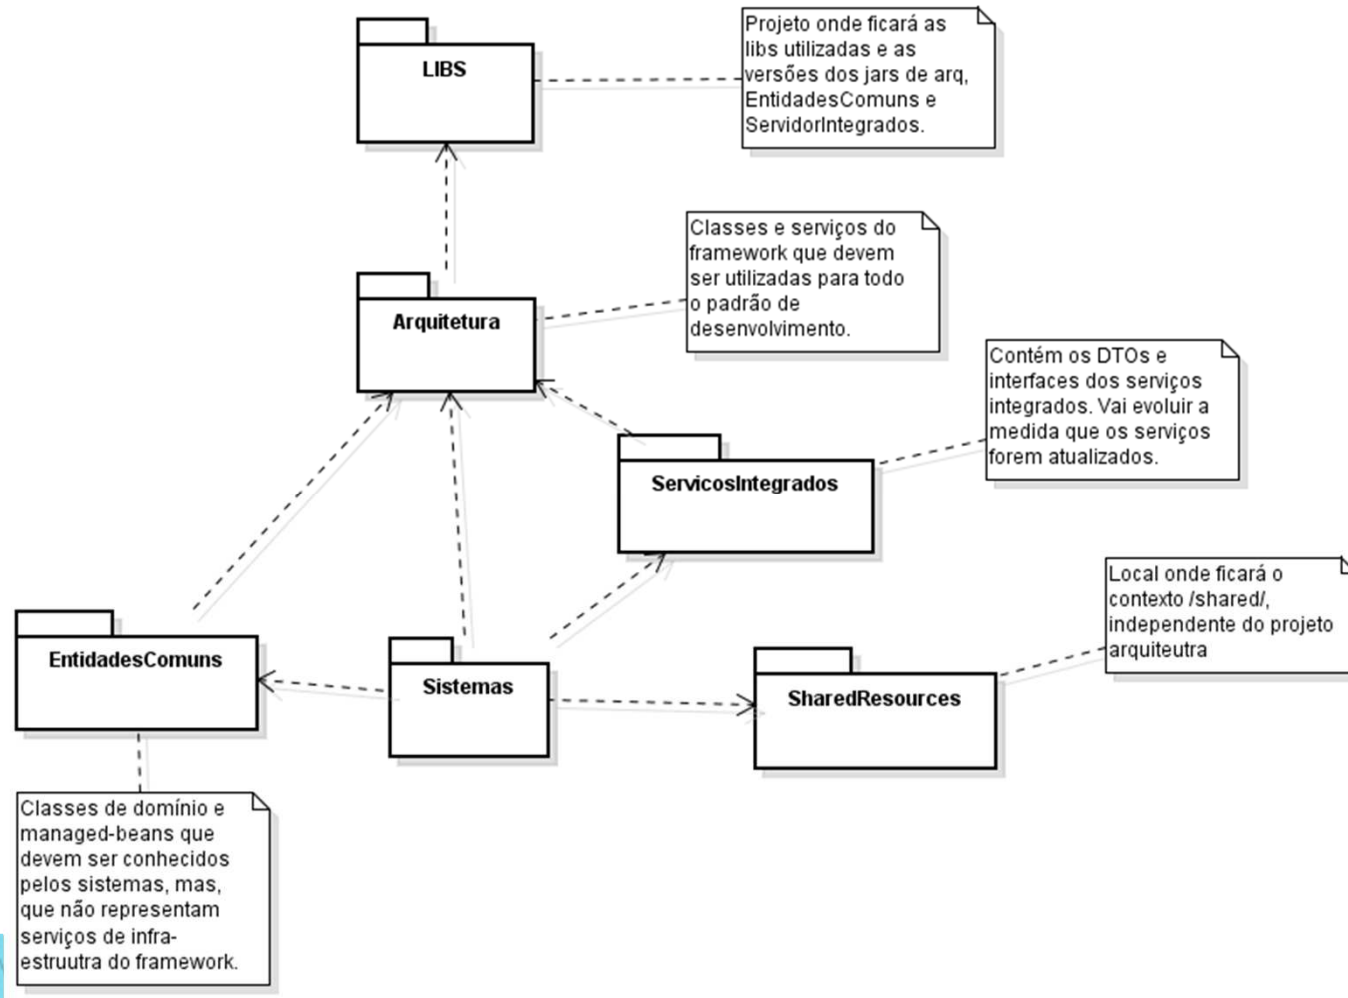 LIBS
Projeto onde ficará as
libs utilizadas e as
versões dos jars de arq,
EntidadesComuns e
ServidorIntegrados.
Arquitetura
Classes e serviços do
framework que devem
ser utilizadas para todo
o padrão de
desenvolvimento.
ServicosIntegrados
Contém os DTOs e
interfaces dos serviços
integrados. Vai evoluir a
medida que os serviços
forem atualizados.
EntidadesComuns
Sistemas
SharedResources
Local onde ficará o
contexto /shared/,
independente do projeto
arquiteutra
Classes de domínio e
managed-beans que
devem ser conhecidos
pelos sistemas, mas,
que não representam
serviços de infra-
estruutra do framework.